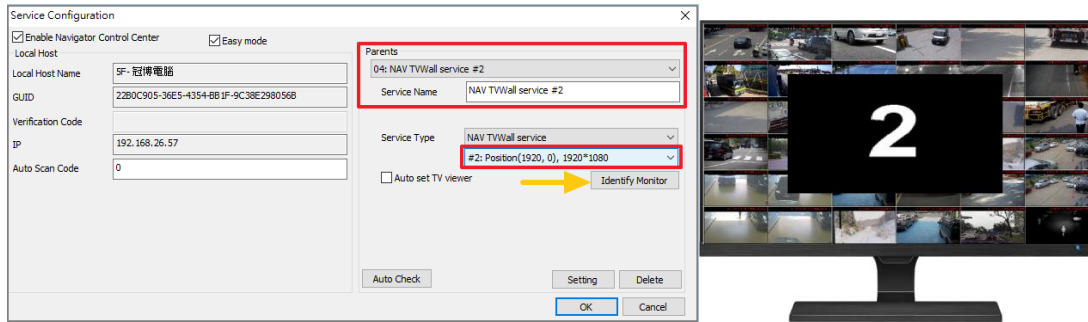 Service Configuration
Enable Navigator Control Center
Easy mode
Local Host
Local Host Name
5F- 冠博電腦
GUID
22B0C905-36E5-4354-BB1F-9C38E298056B
Verification Code
IP
192.168.26.57
Auto Scan Code
0
Parents
04: NAV TVWall service #2
Service Name
NAV TVWall service #2
Service Type
NAV TVWall service
#2: Position(1920, 0), 1920*1080
Auto set TV viewer
Identify Monitor
Auto Check
Setting
Delete
OK
Cancel
2